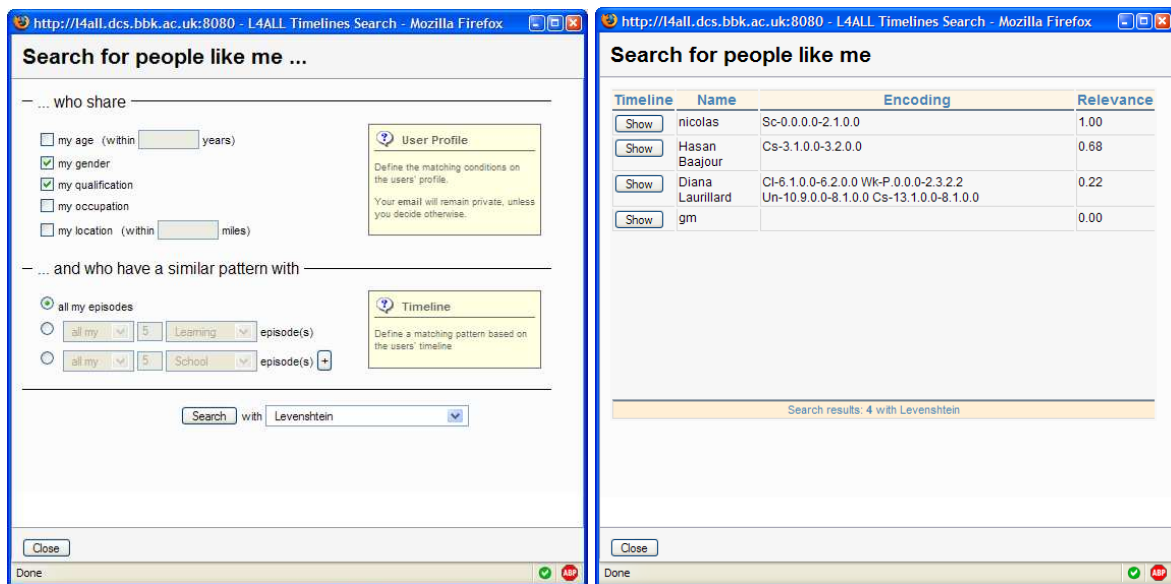 http://l4all.dcs.bbk.ac.uk:8080 - L4ALL Timelines Search - Mozilla Firefox
Search for people like me ...
... who share
my age (within years)
my gender
my qualification
my occupation
my location (within miles)
User Profile
Define the matching conditions on
the users' profile.
Your email will remain private, unless
you decide otherwise.
... and who have a similar pattern with
all my episodes
all my 5 Learning episode(s)
all my 5 School episode(s) +
Timeline
Define a matching pattern based on
the users' timeline
Search with Levenshtein
Close
Done
ABP
http://l4all.dcs.bbk.ac.uk:8080 - L4ALL Timelines Search - Mozilla Firefox
Search for people like me
Timeline Name Encoding Relevance
Show nicolas Sc-0.0.0.0-2.1.0.0 1.00
Show Hasan Cs-3.1.0.0-3.2.0.0 0.68
Baajour
Show Diana Cl-6.1.0.0-6.2.0.0 Wk-P.0.0.0-2.3.2.2 0.22
Laurillard Un-10.9.0.0-8.1.0.0 Cs-13.1.0.0-8.1.0.0
Show gm 0.00
Search results: 4 with Levenshtein
Close
Done
ABP